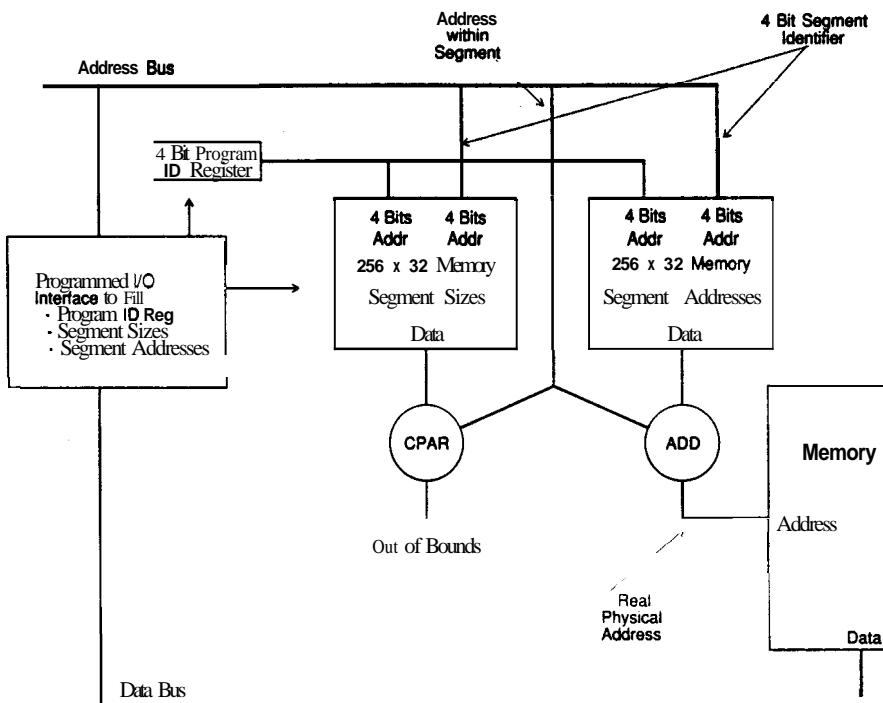 Address
within
Segment
4 Bit Segment
Identifier
Address Bus
4 Bit Program
ID Register
4 Bits 4 Bits
Addr Addr
256 x 32 Memory
Segment Sizes
Data
4 Bits 4 Bits
Addr Addr
256 x 32 Memory
Segment Addresses
Data
Programmed I/O
Interface to Fill
· Program ID Reg
· Segment Sizes
· Segment Addresses
CPAR
ADD
Memory
Address
Out of Bounds
Real
Physical
Address
Data
Data Bus